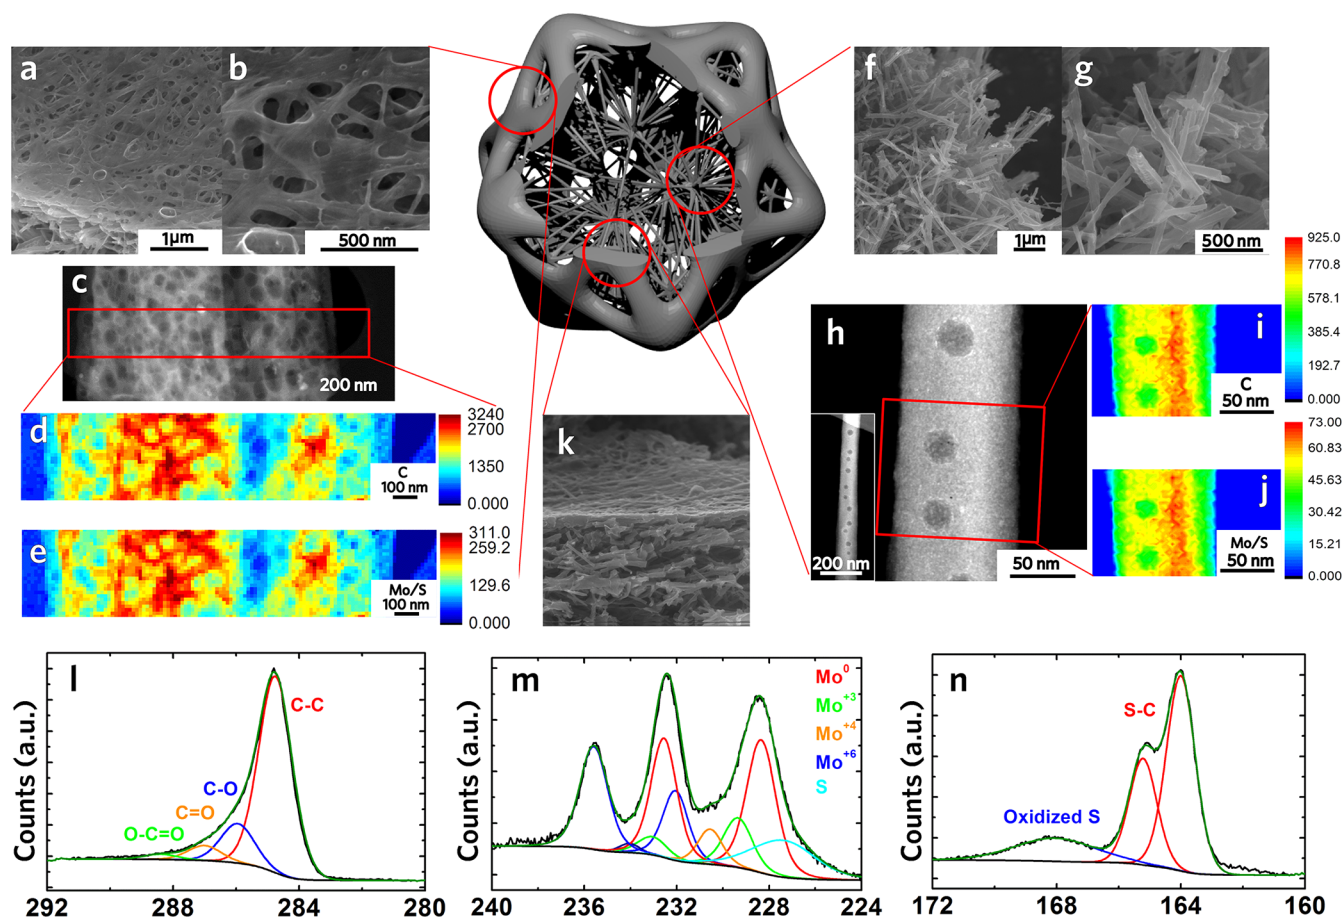 a
b
1μm
500 nm
f
g
1μm
500 nm
c
200 nm
d
C
100 nm
3240
2700
1350
0.000
e
Mo/S
100 nm
311.0
259.2
129.6
0.000
k
h
200 nm
50 nm
i
C
50 nm
925.0
770.8
578.1
385.4
192.7
0.000
j
Mo/S
50 nm
73.00
60.83
45.63
30.42
15.21
0.000
l
C-C
C-O
C=O
O-C=O
Counts (a.u.)
292 288 284 280
m
Mo⁰
Mo⁺³
Mo⁺⁴
Mo⁺⁶
S
Counts (a.u.)
240 236 232 228 224
n
S-C
Oxidized S
Counts (a.u.)
172 168 164 160